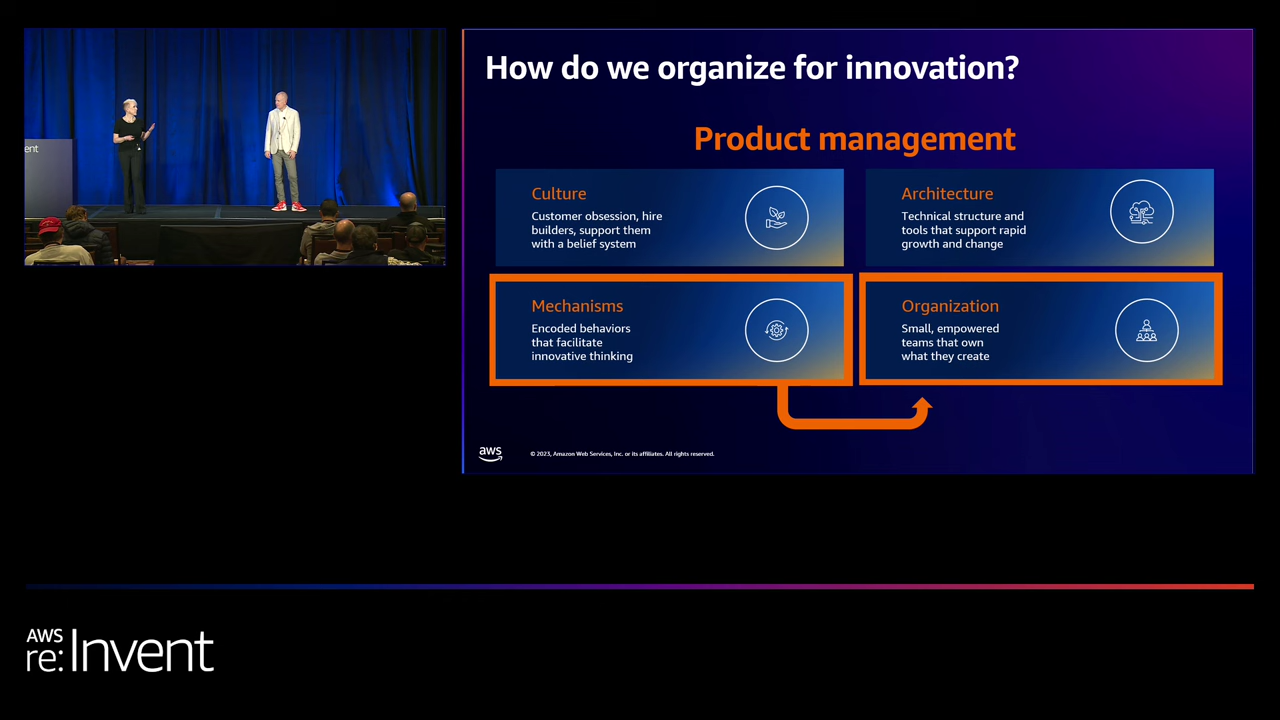 ent
How do we organize for innovation?
Product management
Culture
Customer obsession, hire
builders, support them
with a belief system
Architecture
Technical structure and
tools that support rapid
growth and change
Mechanisms
Encoded behaviors
that facilitate
innovative thinking
Organization
Small, empowered
teams that own
what they create
aws
© 2023, Amazon Web Services, Inc. or its affiliates. All rights reserved.
AWS
re:Invent